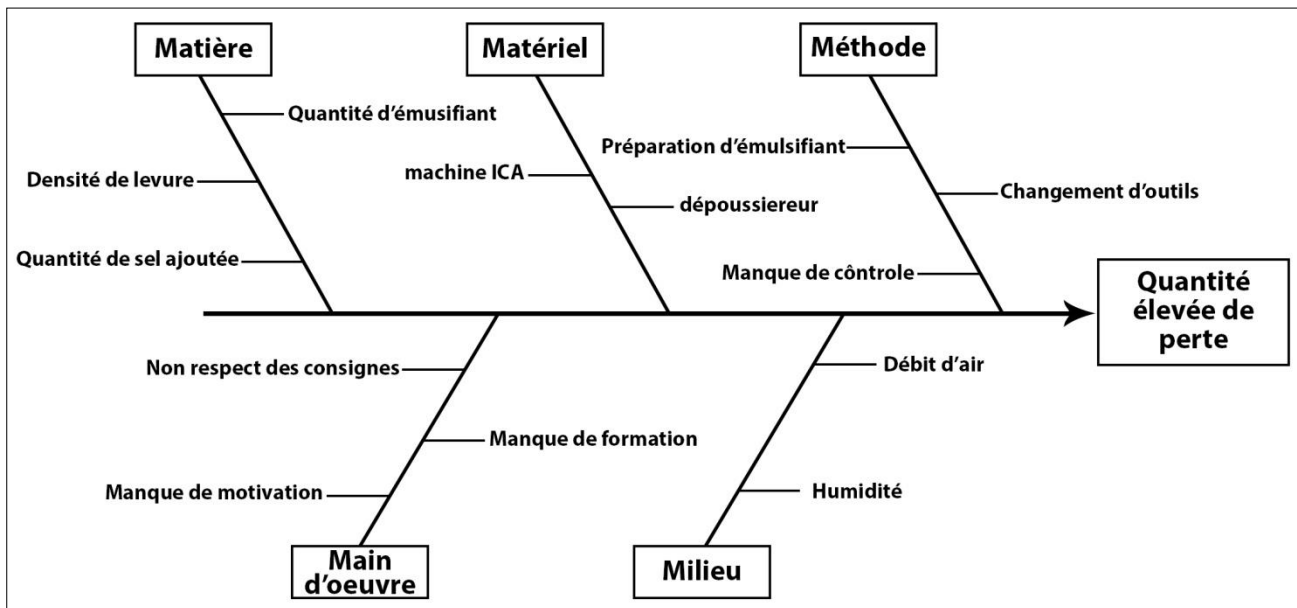 Matière
Matériel
Méthode
Quantité d’émusifiant
Préparation d’émulsifiant
machine ICA
Densité de levure
Changement d’outils
dépoussiereur
Quantité de sel ajoutée
Manque de côntrole
Quantité
élevée de
perte
Non respect des consignes
Débit d’air
Manque de formation
Manque de motivation
Humidité
Main
d’oeuvre
Milieu